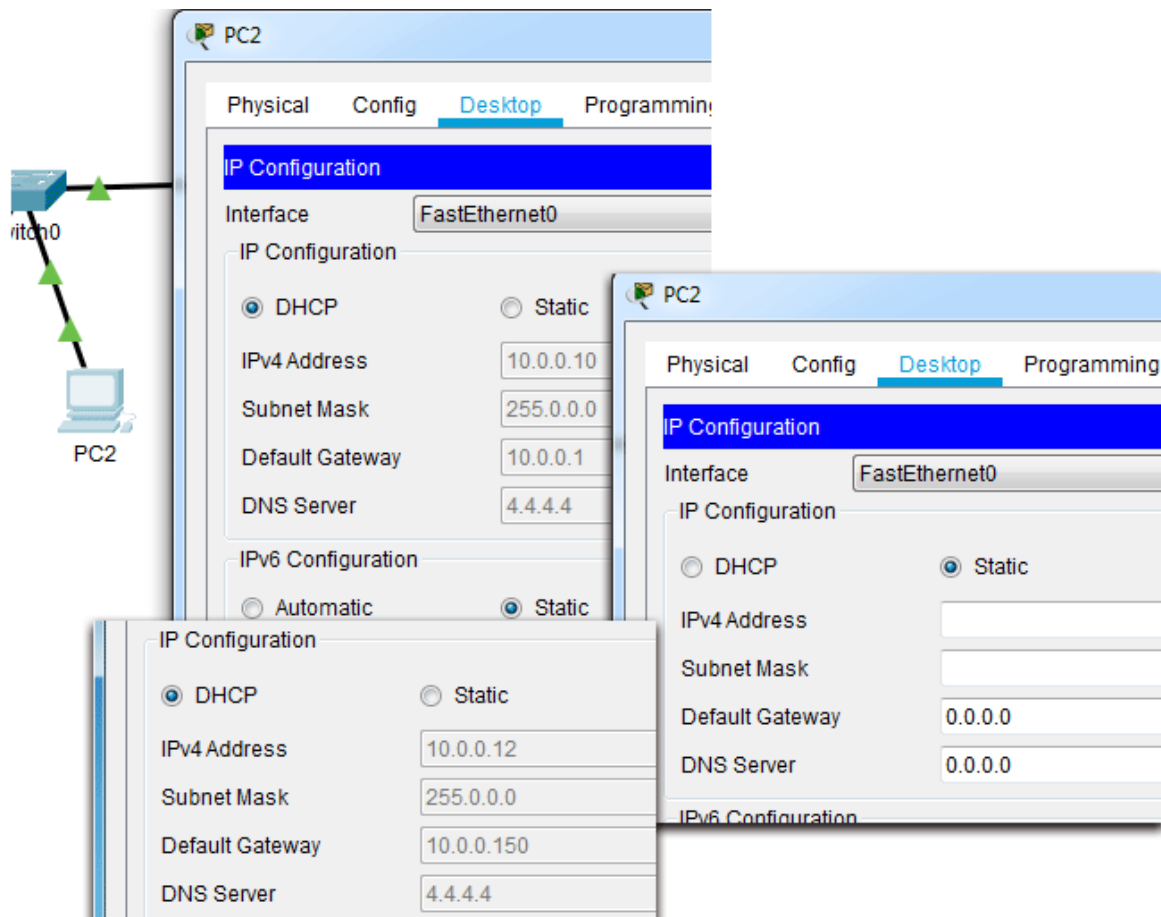 PC2
Physical Config Desktop Programming
IP Configuration
Interface FastEthernet0
IP Configuration
DHCP Static
IPv4 Address 10.0.0.10
Subnet Mask 255.0.0.0
Default Gateway 10.0.0.1
DNS Server 4.4.4.4
IPv6 Configuration
Automatic Static
witch0
PC2
PC2
Physical Config Desktop Programming
IP Configuration
Interface FastEthernet0
IP Configuration
DHCP Static
IPv4 Address
Subnet Mask
Default Gateway 0.0.0.0
DNS Server 0.0.0.0
IPv6 Configuration
IP Configuration
DHCP Static
IPv4 Address 10.0.0.12
Subnet Mask 255.0.0.0
Default Gateway 10.0.0.150
DNS Server 4.4.4.4